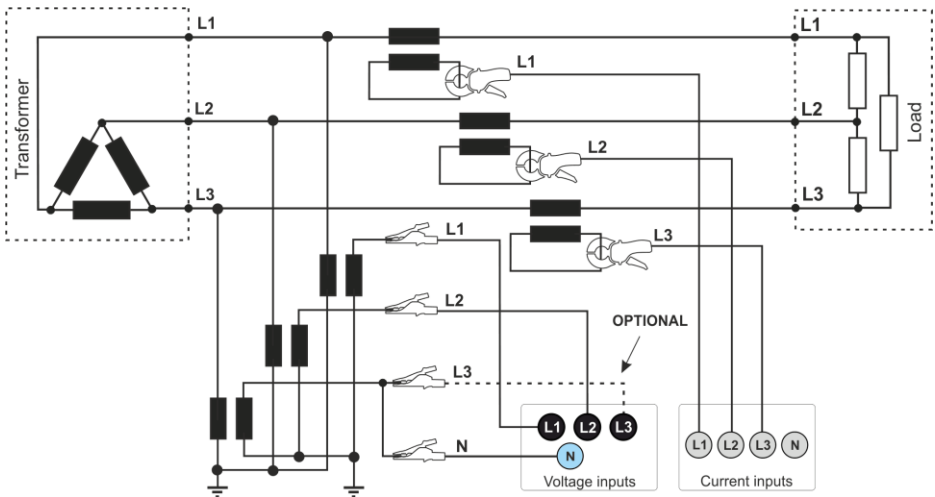 Transformer
L1
L2
L3
L1
L2
L3
L1
L2
L3
Load
L1
L2
L3
N
OPTIONAL
L1
L2
L3
N
Voltage inputs
L1
L2
L3
N
Current inputs